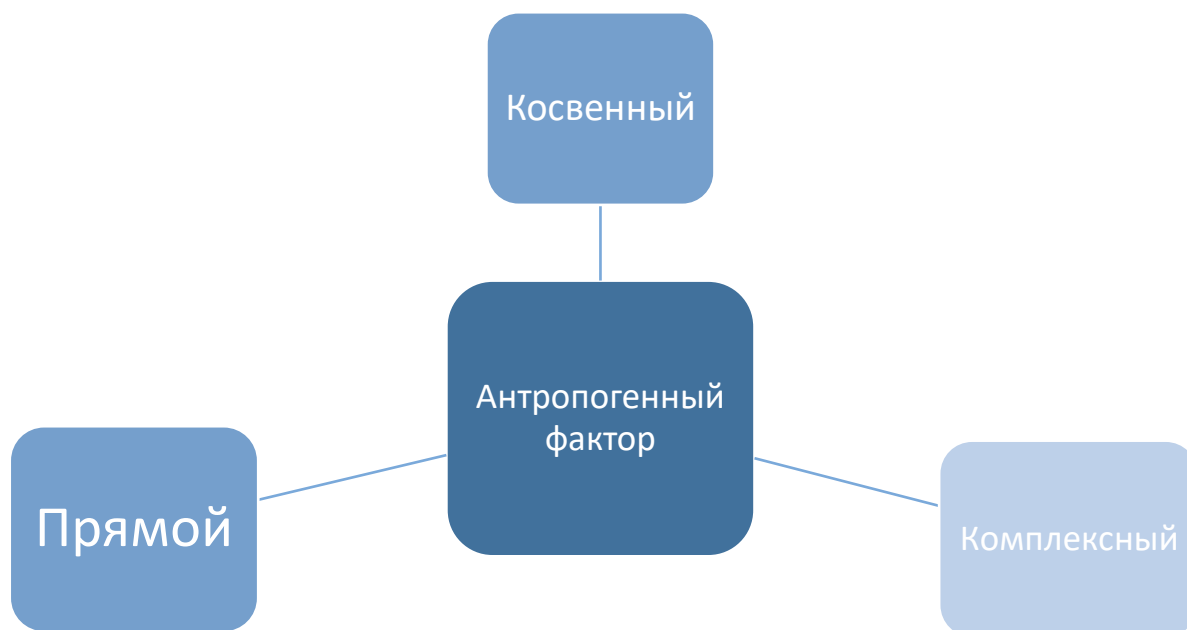 Косвенный
Антропогенный
фактор
Прямой
Комплексный